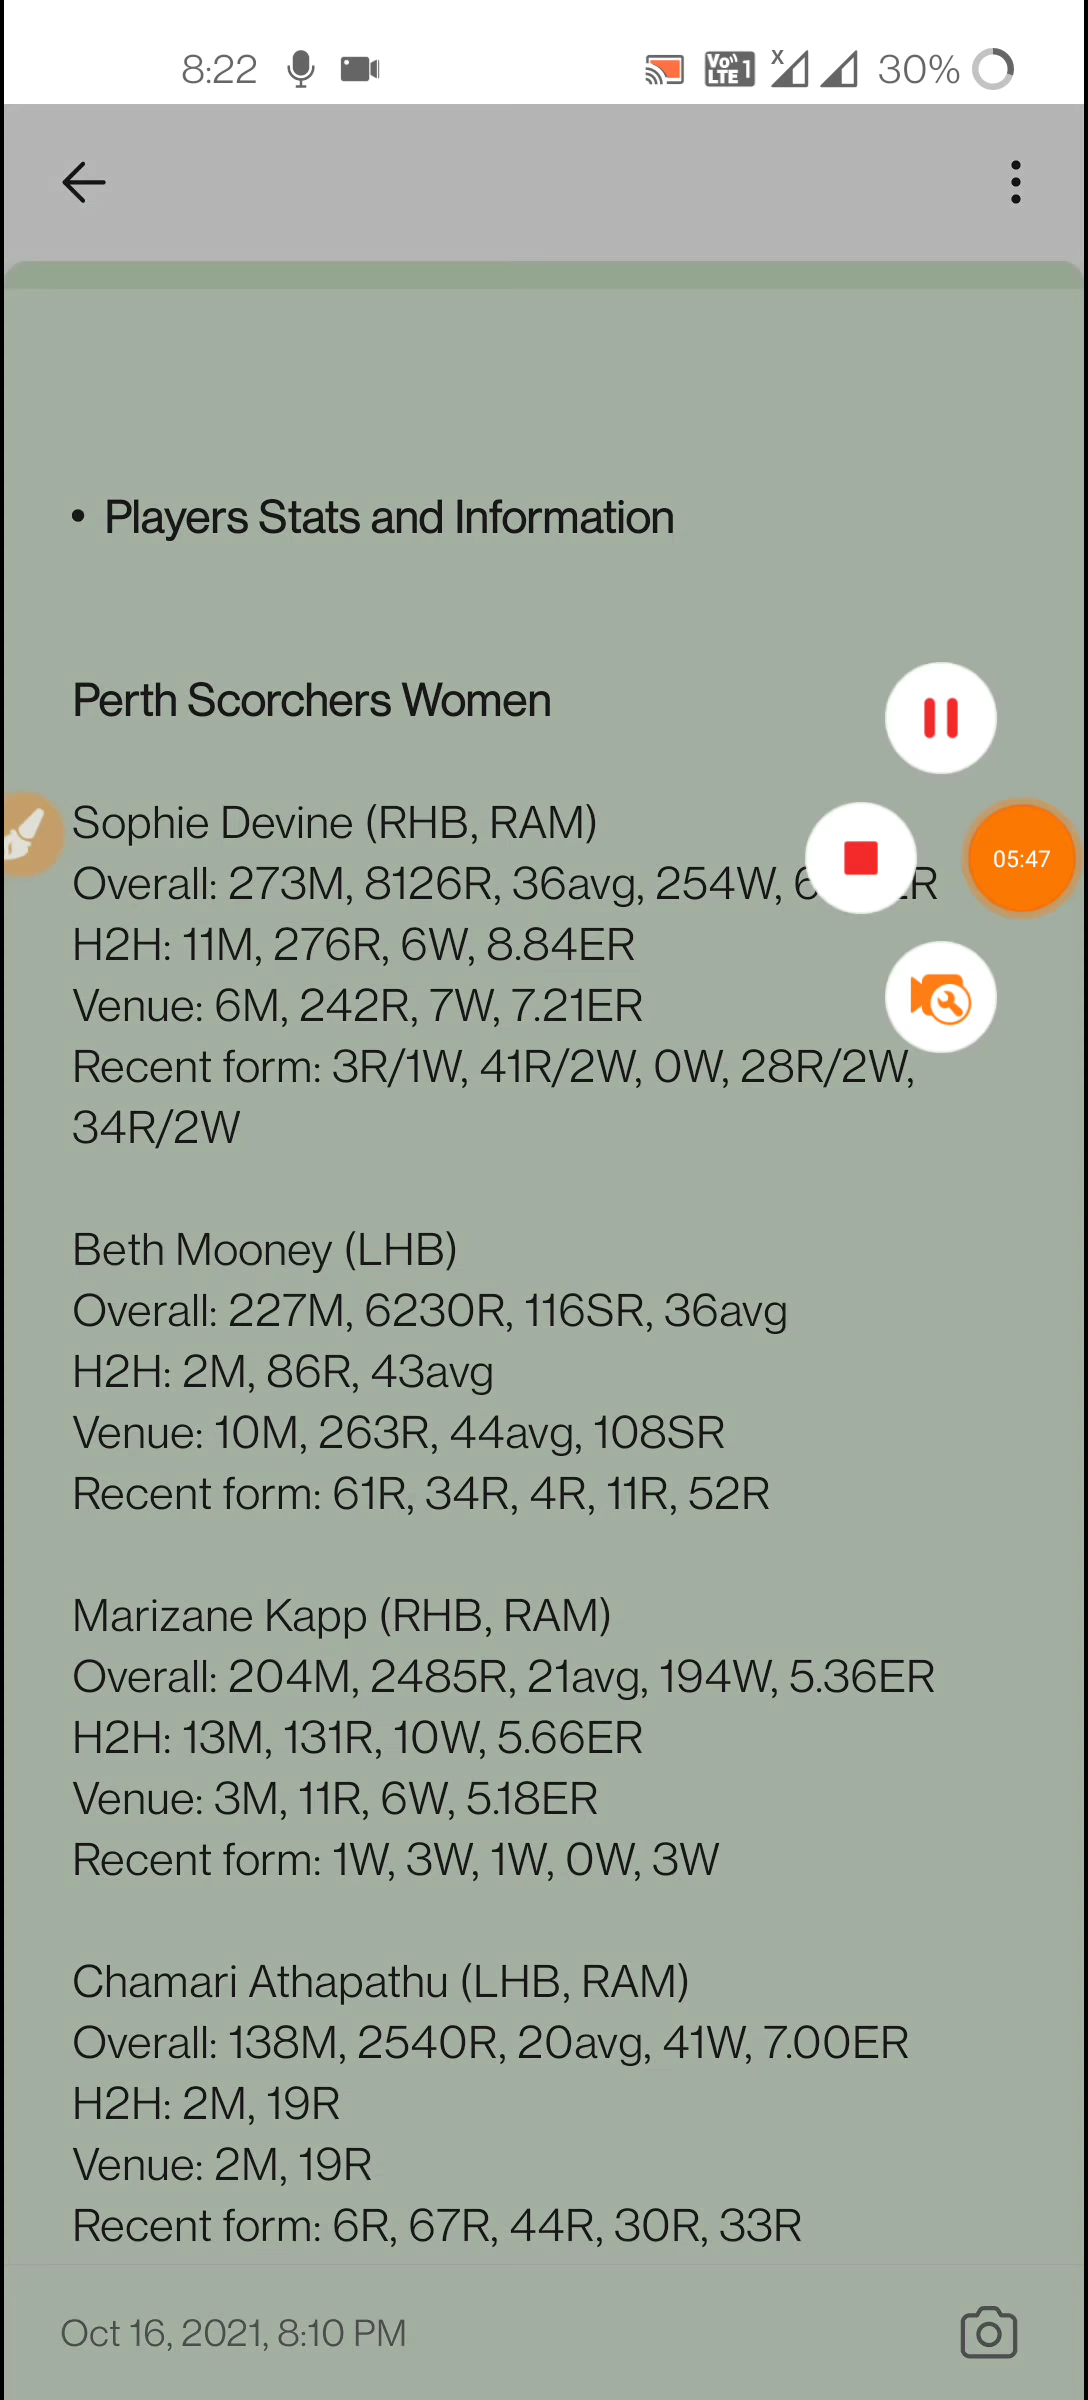 8:22 Vo)) LTE 1 x 30%
• Players Stats and Information
Perth Scorchers Women
Sophie Devine (RHB, RAM)
Overall: 273M, 8126R, 36avg, 254W,
H2H: 11M, 276R, 6W, 8.84ER
Venue: 6M, 242R, 7W, 7.21ER
05:47
Recent form: 3R/1W, 41R/2W, 0W, 28R/2W,
34R/2W
Beth Mooney (LHB)
Overall: 227M, 6230R, 116SR, 36avg
H2H: 2M, 86R, 43avg
Venue: 10M, 263R, 44avg, 108SR
Recent form: 61R, 34R, 4R, 11R, 52R
Marizane Kapp (RHB, RAM)
Overall: 204M, 2485R, 21avg, 194W, 5.36ER
H2H: 13M, 131R, 10W, 5.66ER
Venue: 3M, 11R, 6W, 5.18ER
Recent form: 1W, 3W, 1W, 0W, 3W
Chamari Athapathu (LHB, RAM)
Overall: 138M, 2540R, 20avg, 41W, 7.00ER
H2H: 2M, 19R
Venue: 2M, 19R
Recent form: 6R, 67R, 44R, 30R, 33R
Oct 16, 2021, 8:10 PM